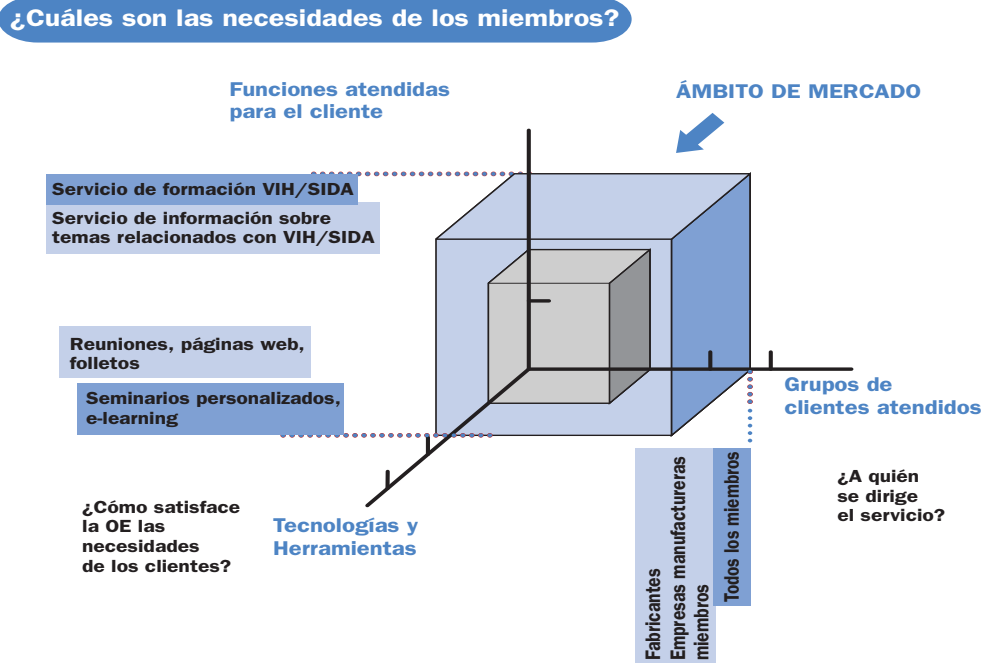 ¿Cuáles son las necesidades de los miembros?
Funciones atendidas
para el cliente
ÁMBITO DE MERCADO
Servicio de formación VIH/SIDA
Servicio de información sobre
temas relacionados con VIH/SIDA
Reuniones, páginas web,
folletos
Seminarios personalizados,
e-learning
Grupos de
clientes atendidos
¿Cómo satisface
la OE las
necesidades
de los clientes?
Tecnologías y
Herramientas
Fabricantes
Empresas manufactureras
miembros
Todos los miembros
¿A quién
se dirige
el servicio?